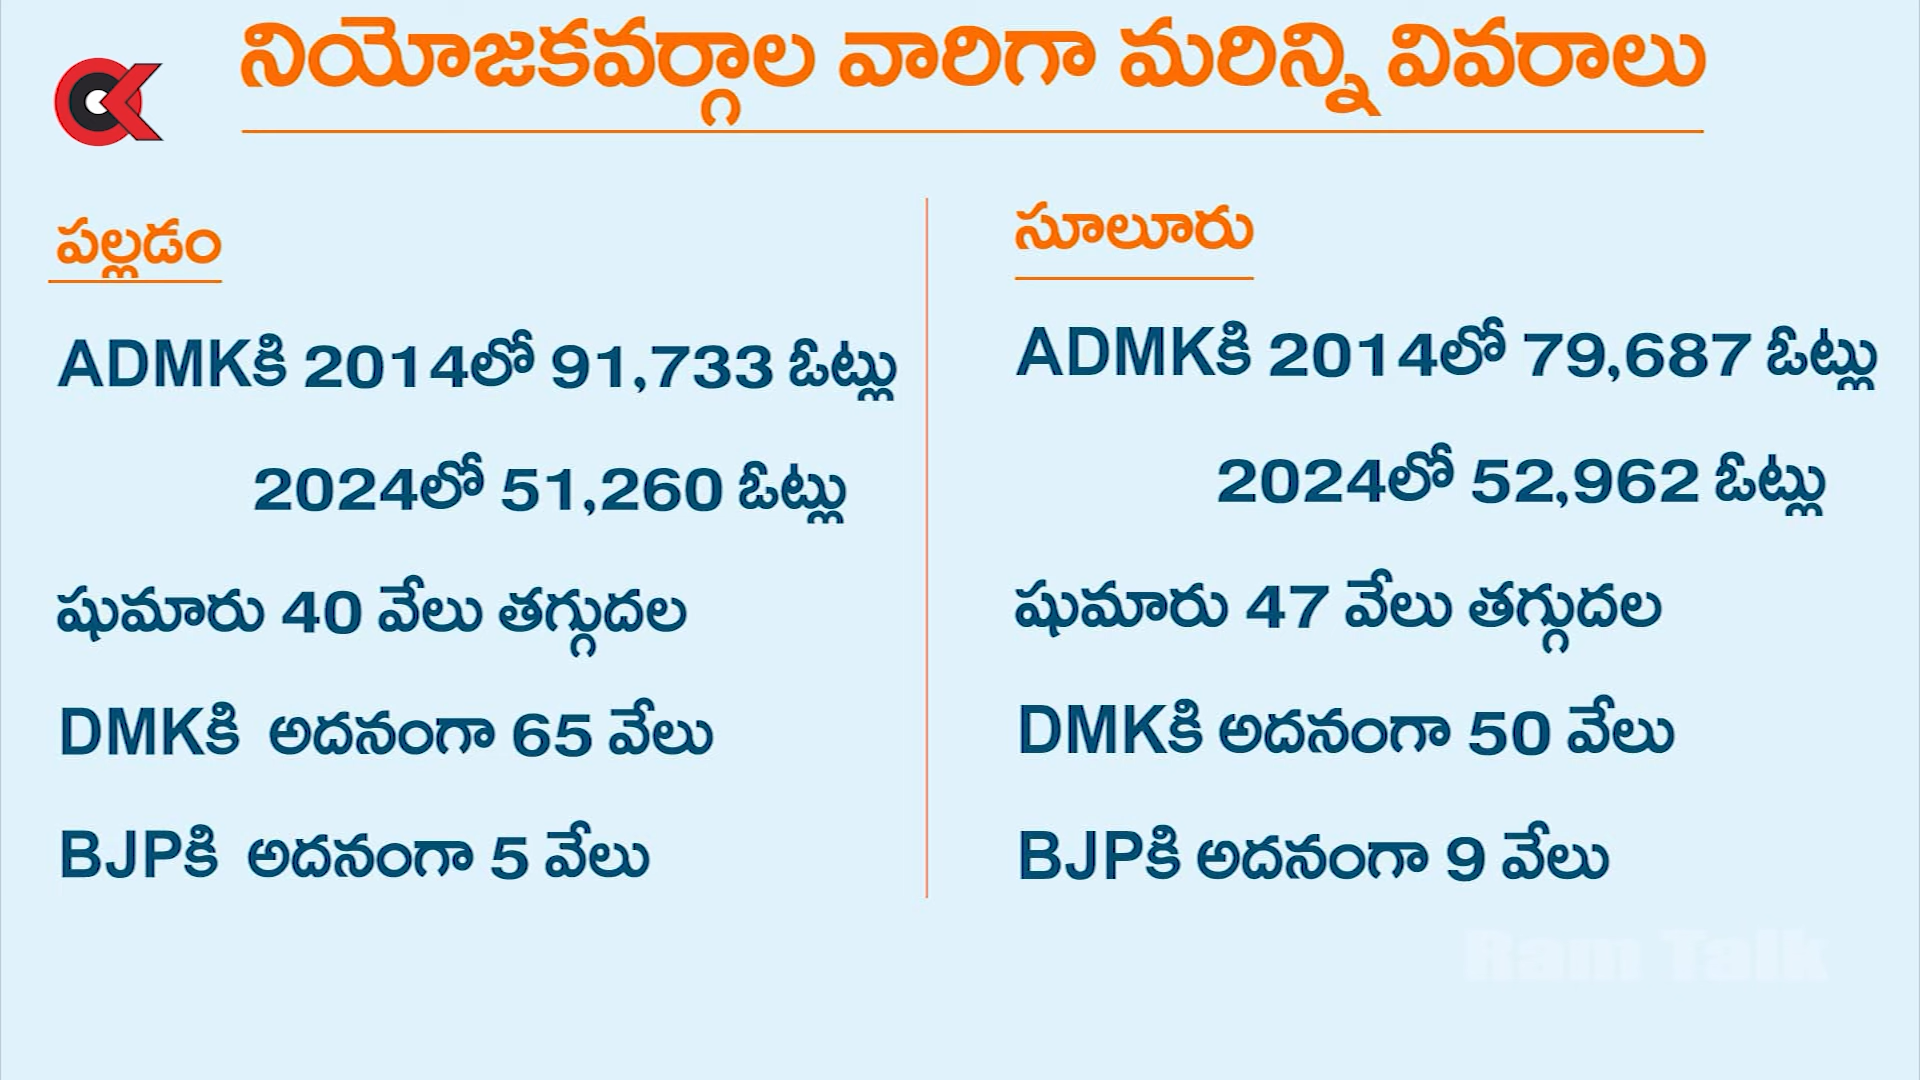 నియోజకవర్గాల వారిగా మరిన్ని వివరాలు
పల్లడం
ADMKకి 2014లో 91,733 ఓట్లు
2024లో 51,260 ఓట్లు
షుమారు 40 వేలు తగ్గుదల
DMKకి అదనంగా 65 వేలు
BJPకి అదనంగా 5 వేలు
సూలూరు
ADMKకి 2014లో 79,687 ఓట్లు
2024లో 52,962 ఓట్లు
షుమారు 47 వేలు తగ్గుదల
DMKకి అదనంగా 50 వేలు
BJPకి అదనంగా 9 వేలు
Ram Talk